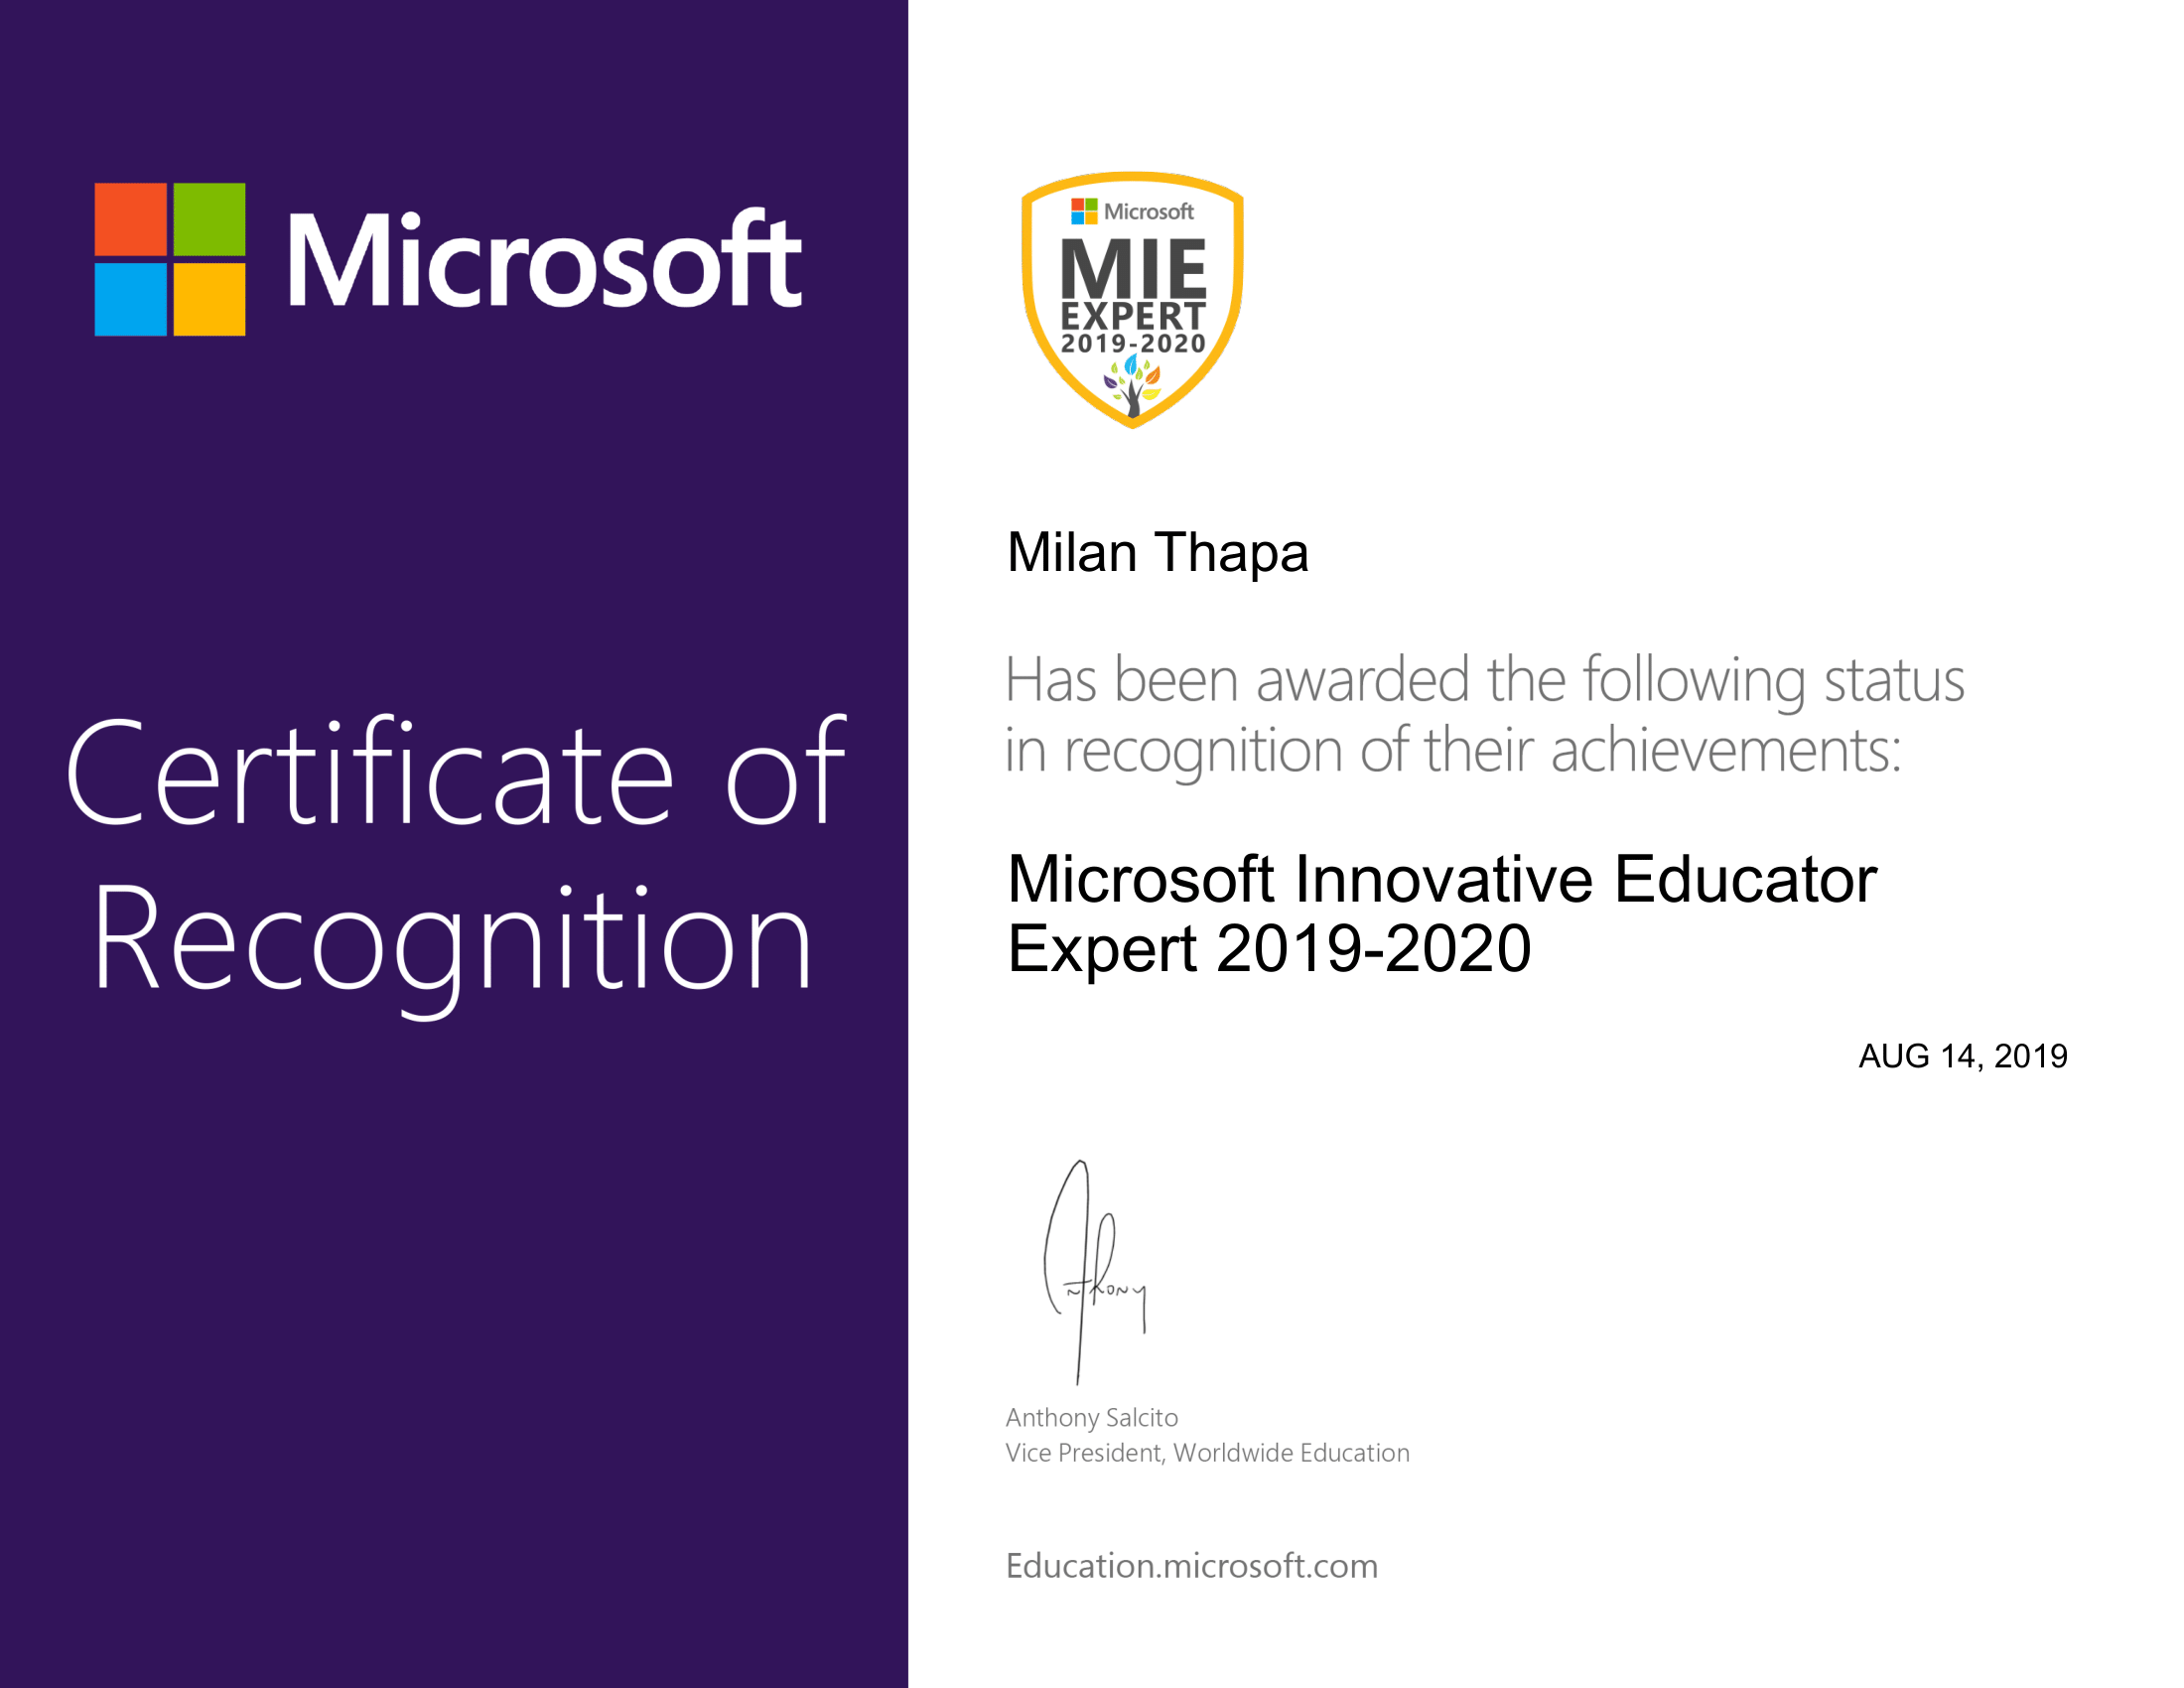 Microsoft
Certificate of
Recognition
Microsoft
MIE
EXPERT
2019-2020
Milan Thapa
Has been awarded the following status
in recognition of their achievements:
Microsoft Innovative Educator
Expert 2019-2020
AUG 14, 2019
Anthony
Anthony Salcito
Vice President, Worldwide Education
Education.microsoft.com